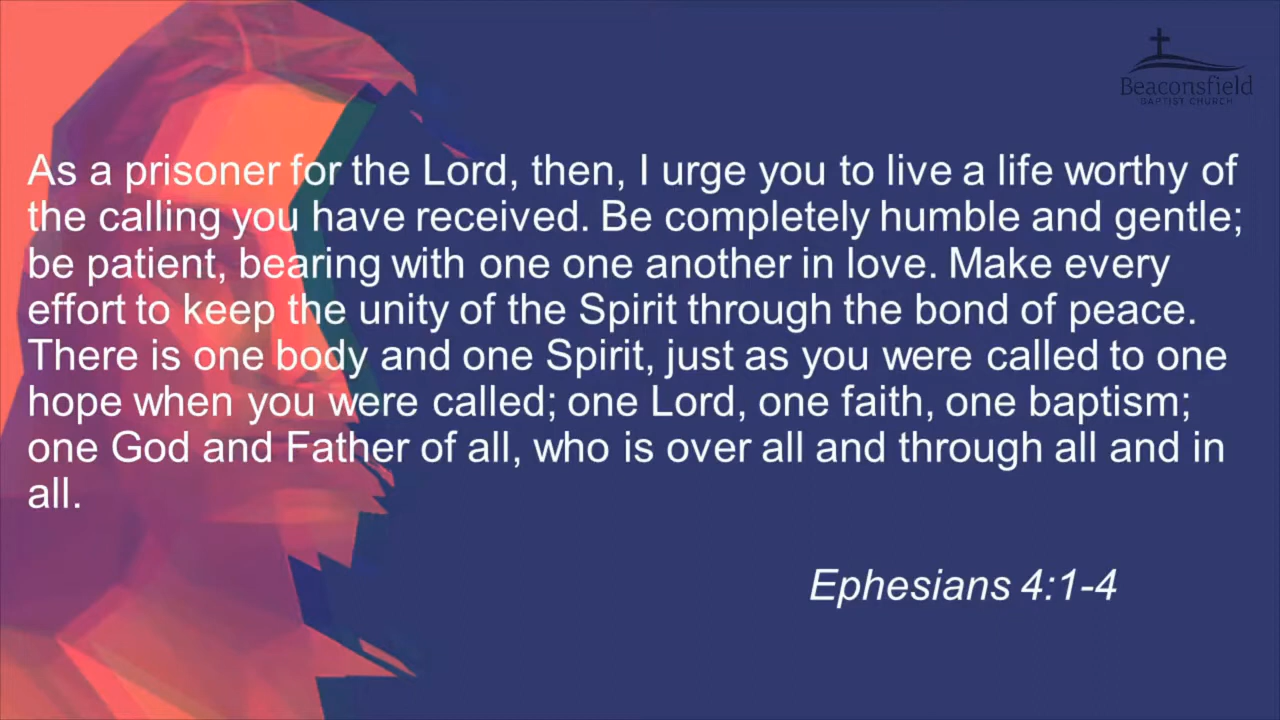 Beaconsfield
BAPTIST CHURCH
As a prisoner for the Lord, then, I urge you to live a life worthy of
the calling you have received. Be completely humble and gentle;
be patient, bearing with one one another in love. Make every
effort to keep the unity of the Spirit through the bond of peace.
There is one body and one Spirit, just as you were called to one
hope when you were called; one Lord, one faith, one baptism;
one God and Father of all, who is over all and through all and in
all.
Ephesians 4:1-4